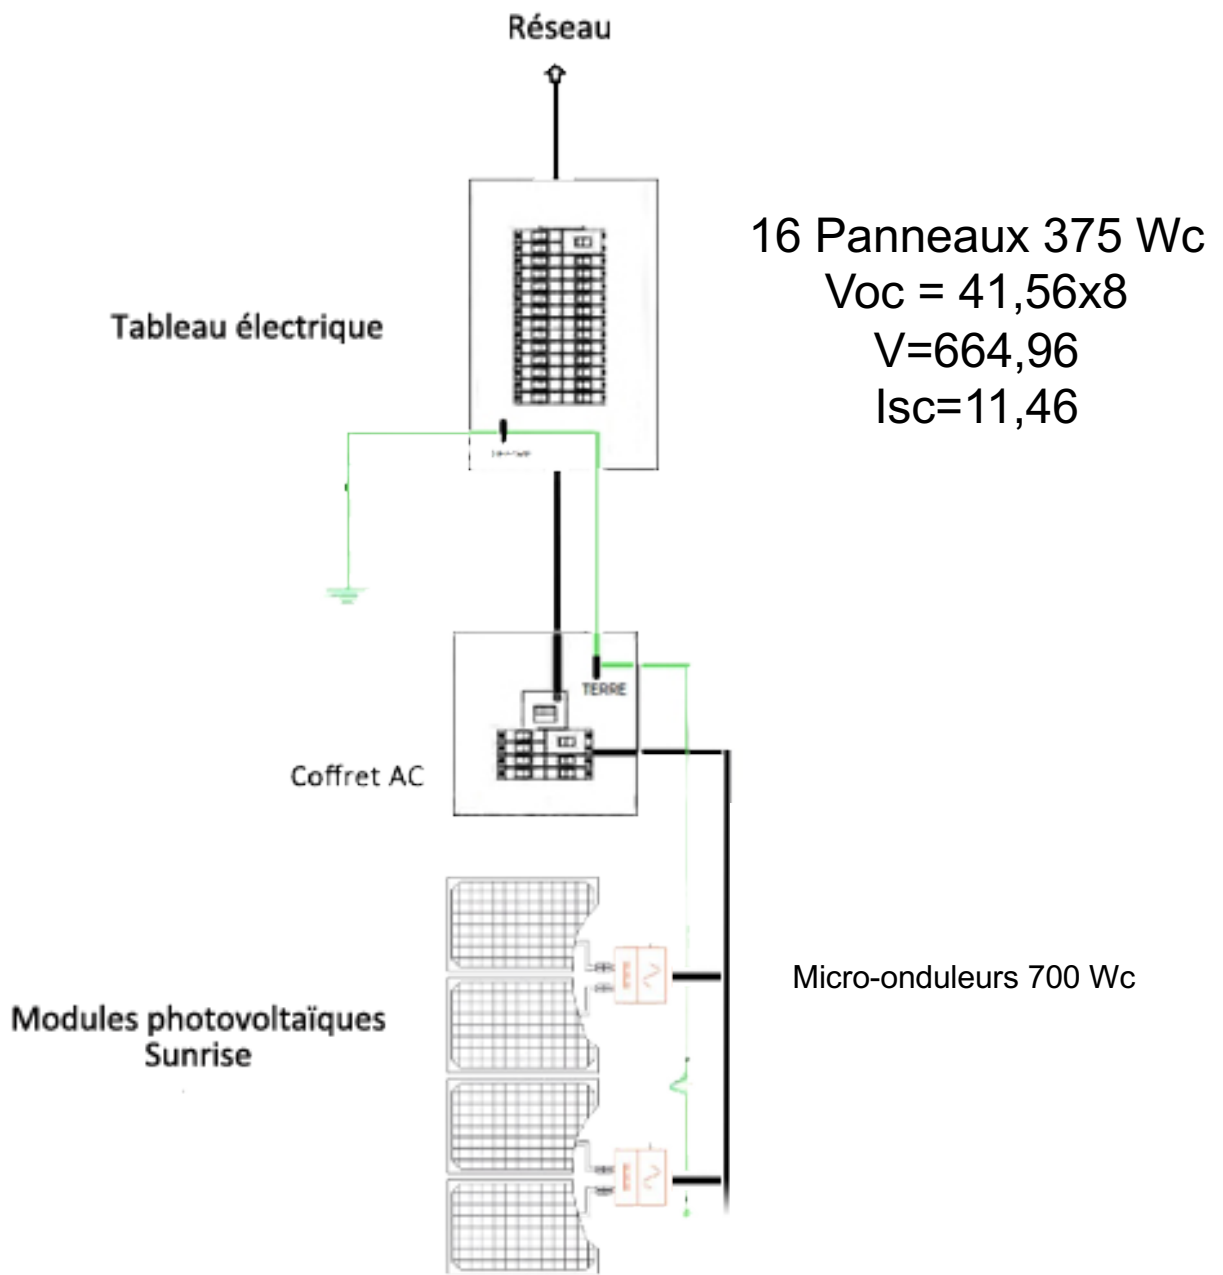 Réseau
16 Panneaux 375 Wc
Voc = 41,56x8
V=664,96
Isc=11,46
Tableau électrique
TERRE
Coffret AC
Micro-onduleurs 700 Wc
Modules photovoltaïques
Sunrise